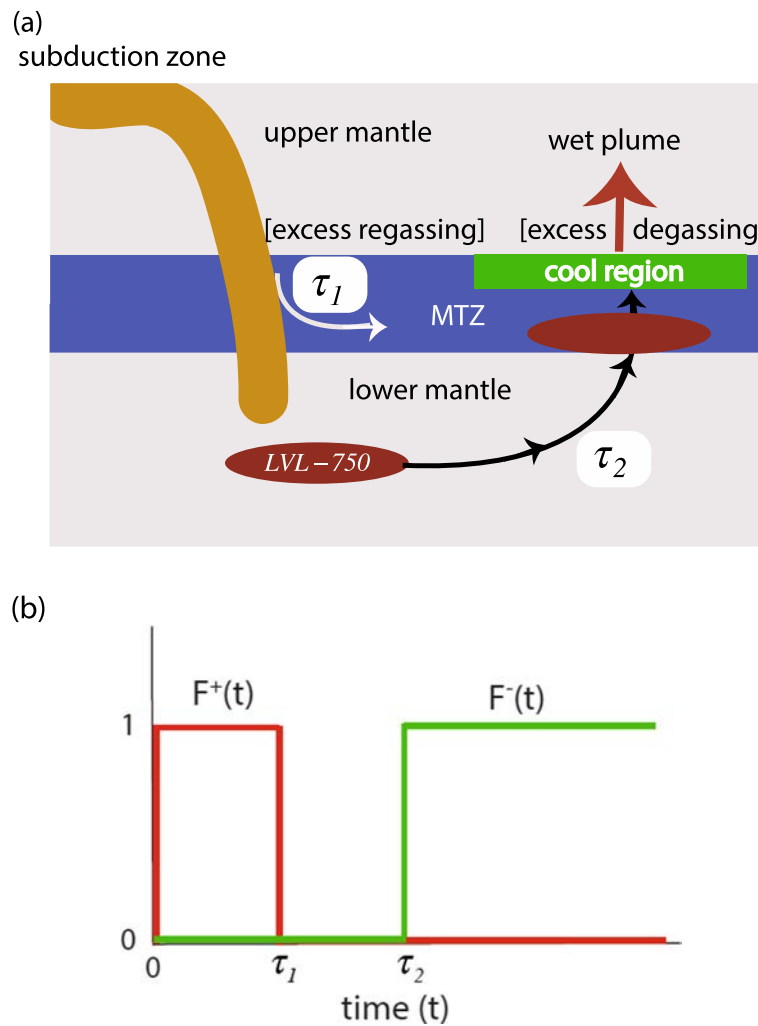 (a)
subduction zone
upper mantle
wet plume
[excess regassing]
[excess degassing]
τ1
cool region
MTZ
lower mantle
LVL–750
τ2
(b)
F⁺(t)
F⁻(t)
1
0
0
τ1
τ2
time (t)